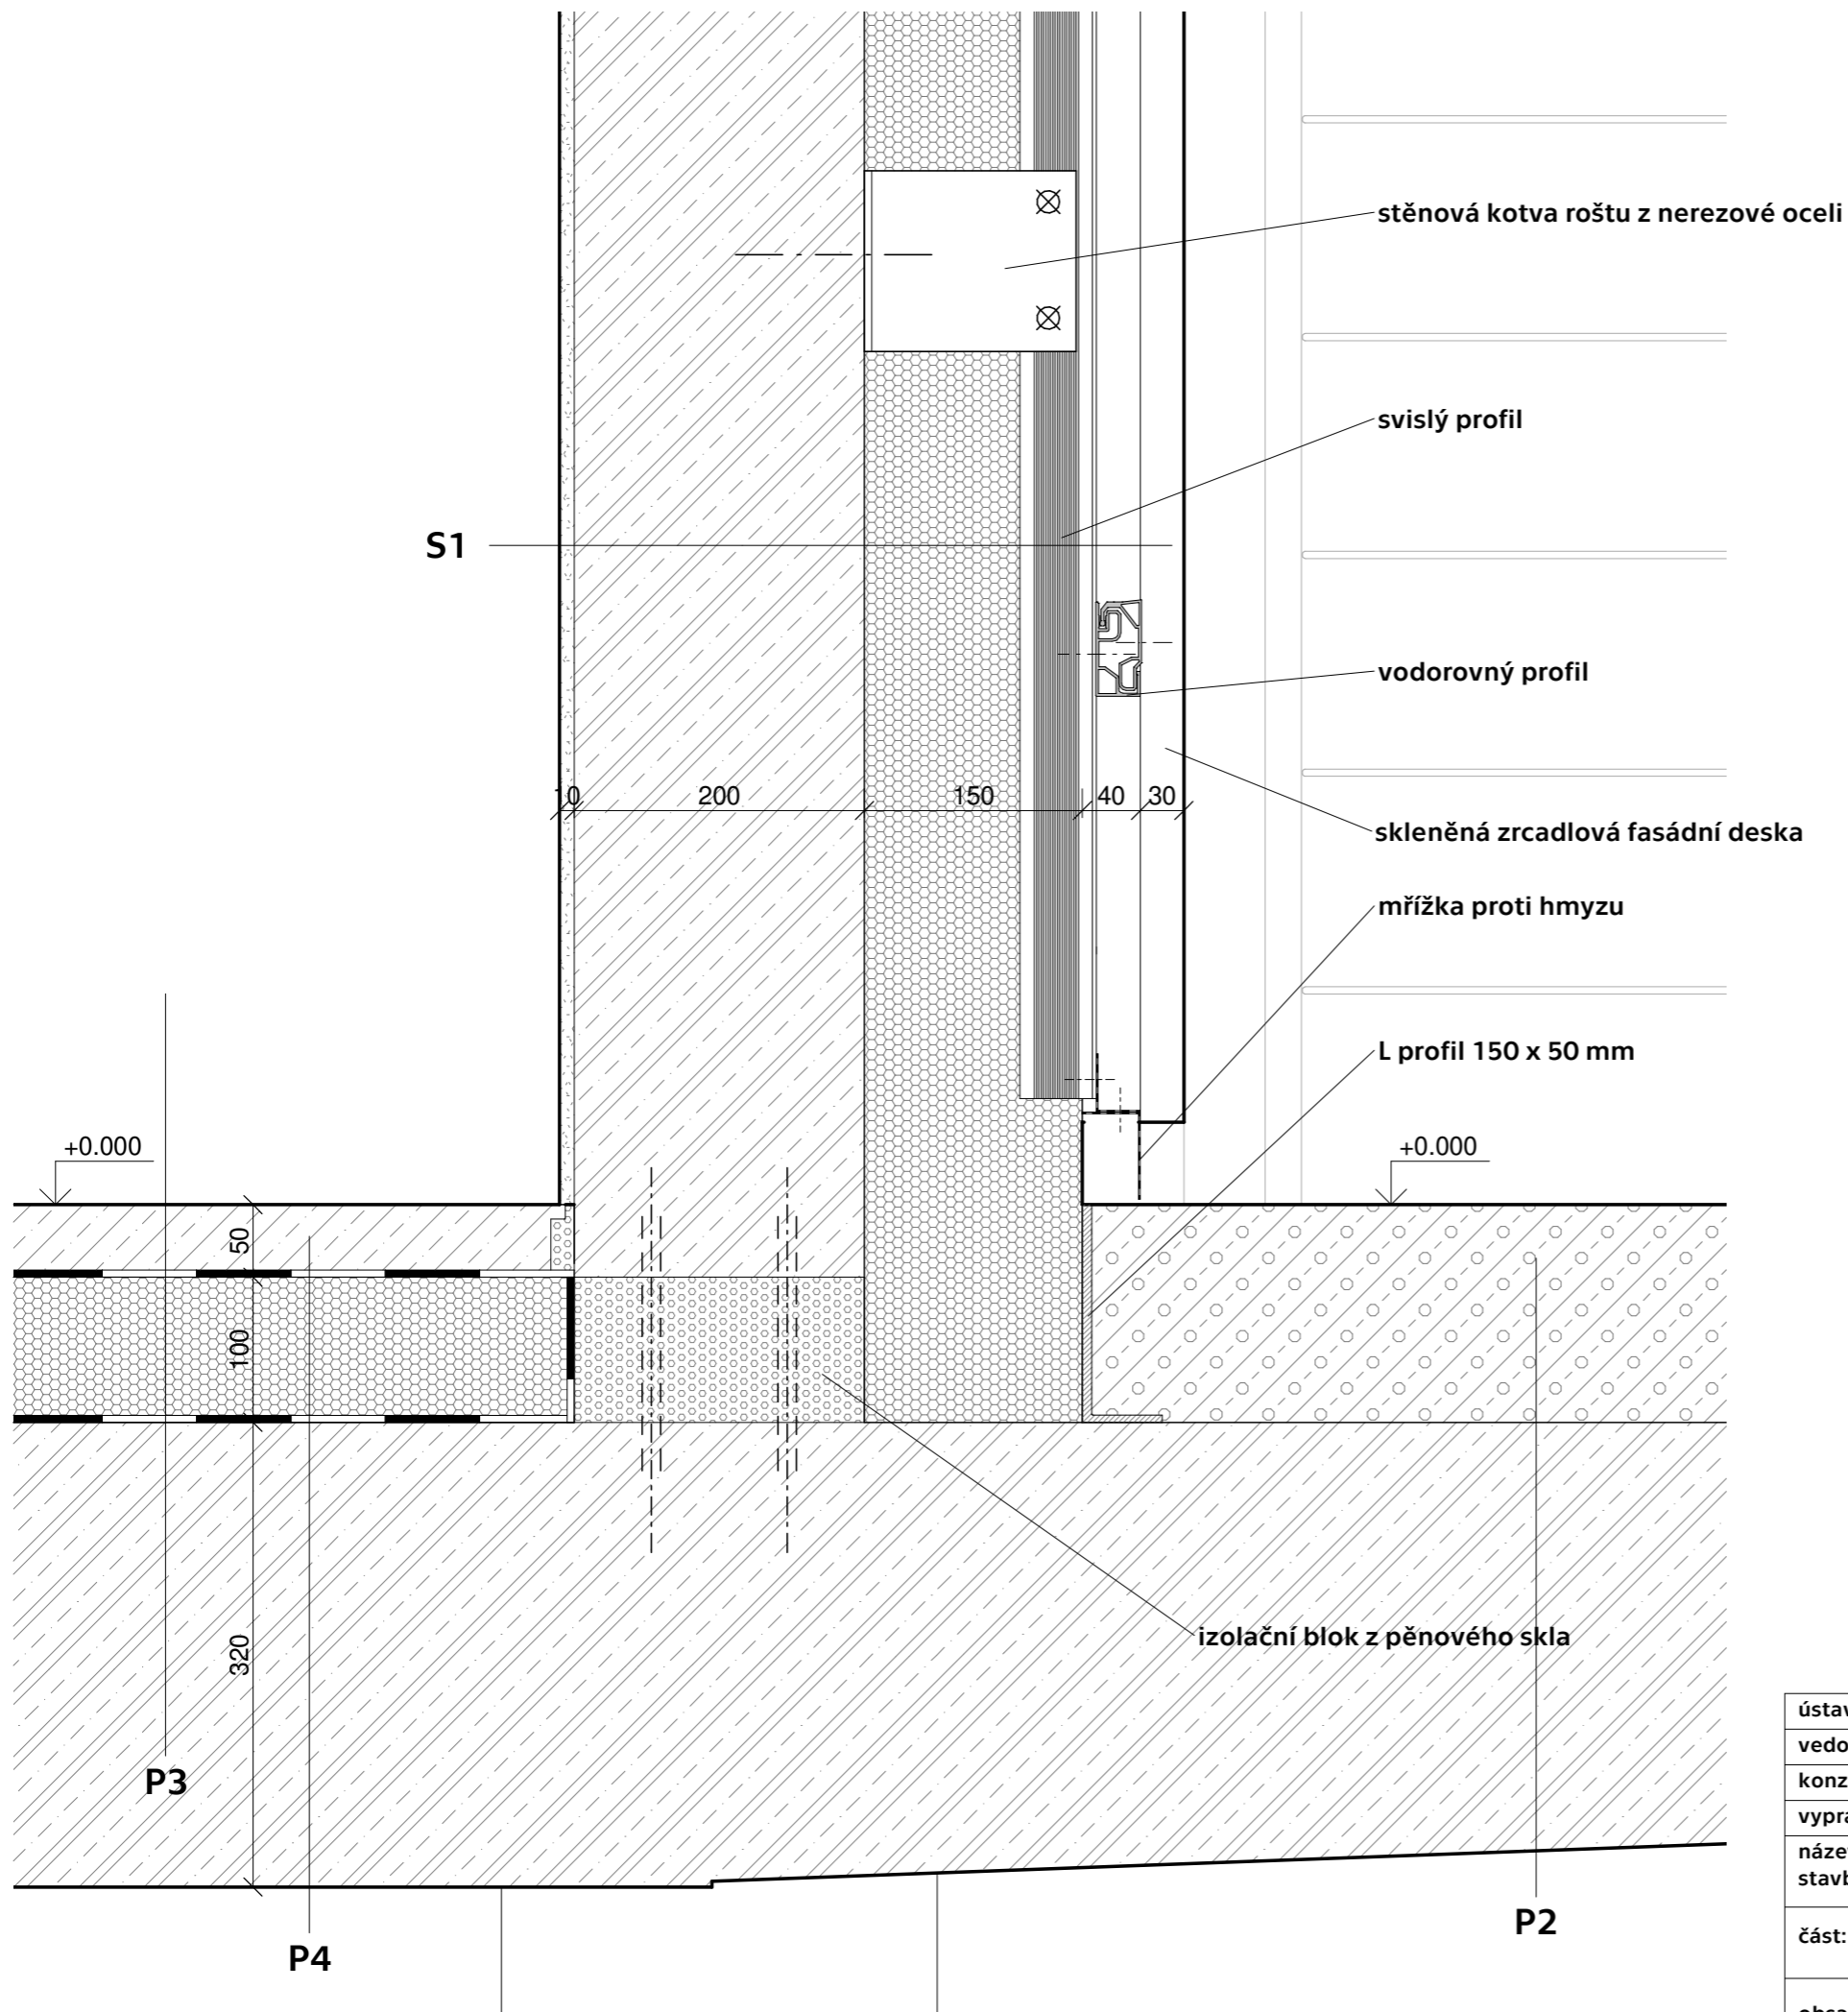 stěnová kotva roštu z nerezové oceli
svislý profil
S1
vodorovný profil
10 200 150 40 30
skleněná zrcadlová fasádní deska
mřížka proti hmyzu
L profil 150 x 50 mm
+0.000
+0.000
50
100
320
izolační blok z pěnového skla
P3
P2
P4
část: